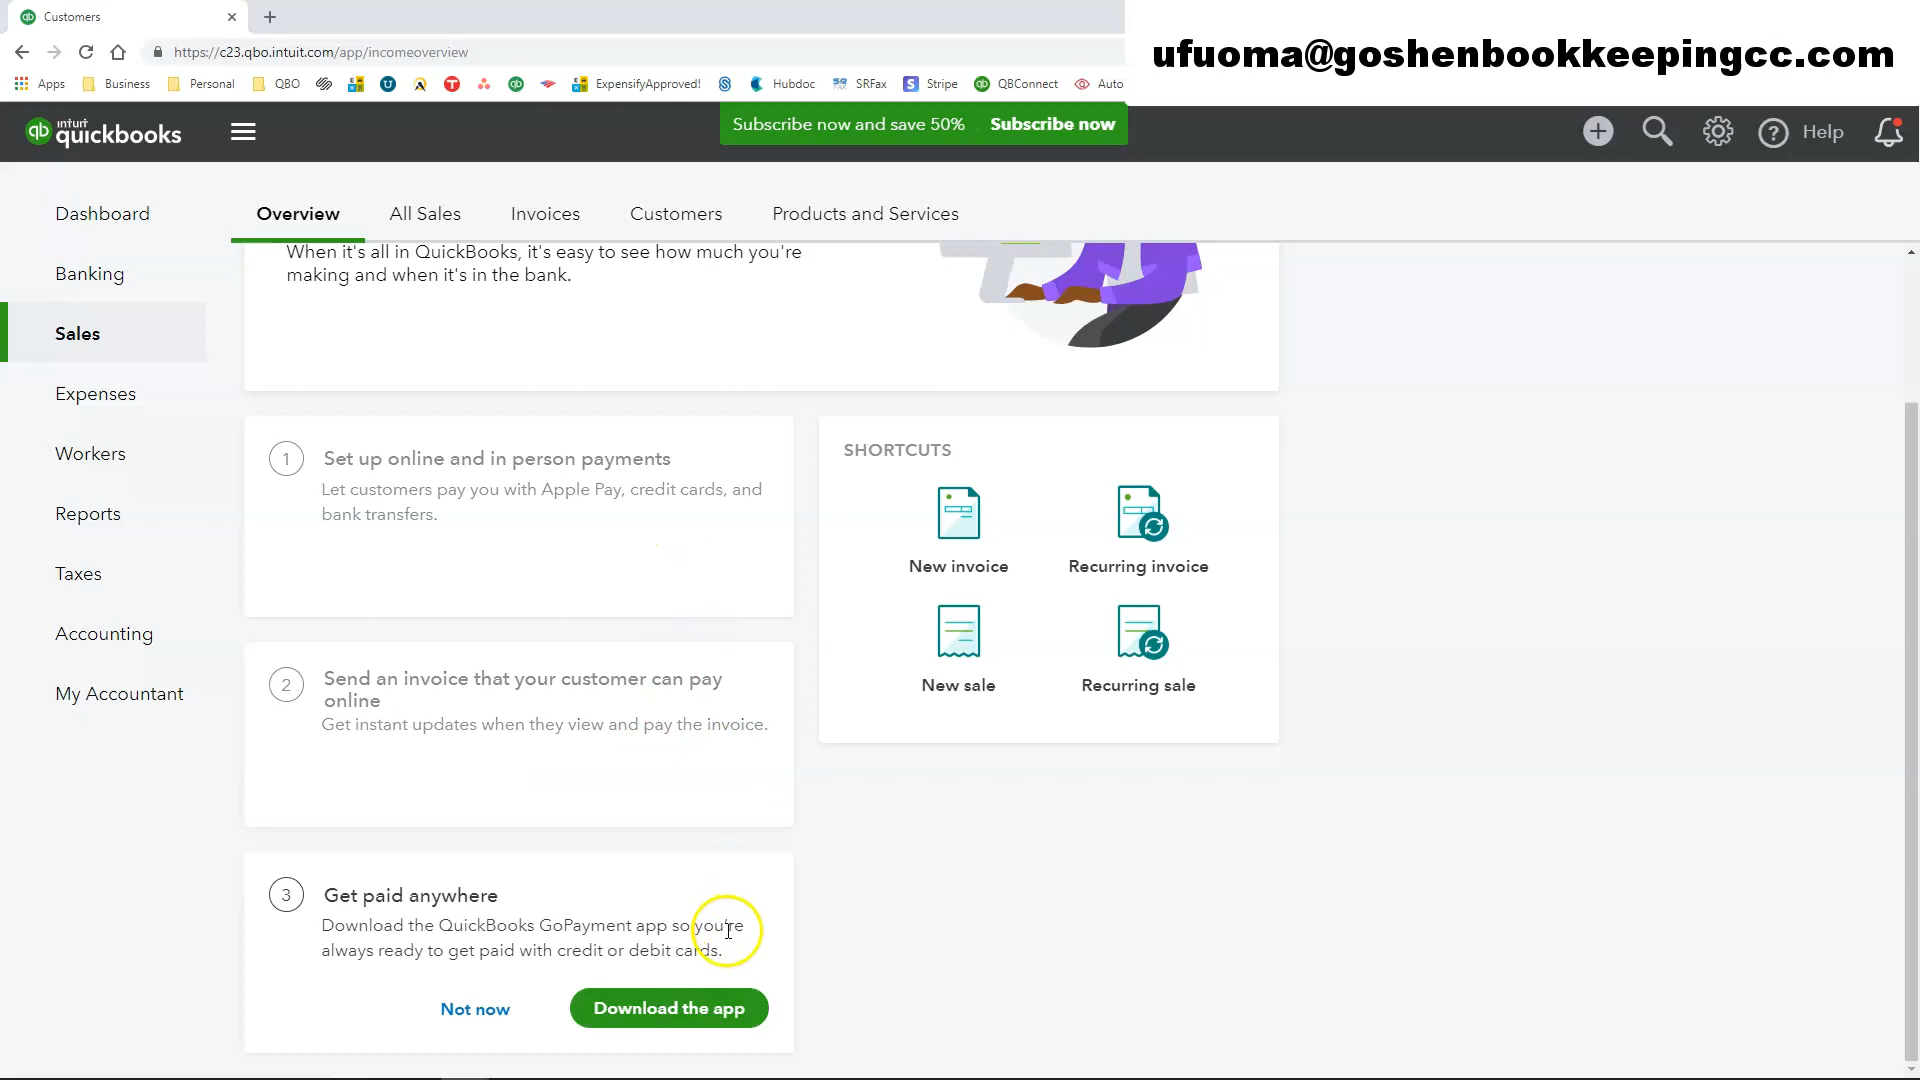 Customers
ufuoma@goshenbookkeepingcc.com
https://c23.qbo.intuit.com/app/incomeoverview
Apps Business Personal QBO ExpensifyApproved! Hubdoc SRFax Stripe QBConnect Auto
intuit quickbooks
Subscribe now and save 50% Subscribe now
Help
Dashboard
Banking
Sales
Expenses
Workers
Reports
Taxes
Accounting
My Accountant
Overview All Sales Invoices Customers Products and Services
When it's all in QuickBooks, it's easy to see how much you're
making and when it's in the bank.
1 Set up online and in person payments
Let customers pay you with Apple Pay, credit cards, and
bank transfers.
2 Send an invoice that your customer can pay
online
Get instant updates when they view and pay the invoice.
3 Get paid anywhere
Download the QuickBooks GoPayment app so you're
always ready to get paid with credit or debit cards.
Not now Download the app
SHORTCUTS
New invoice Recurring invoice
New sale Recurring sale